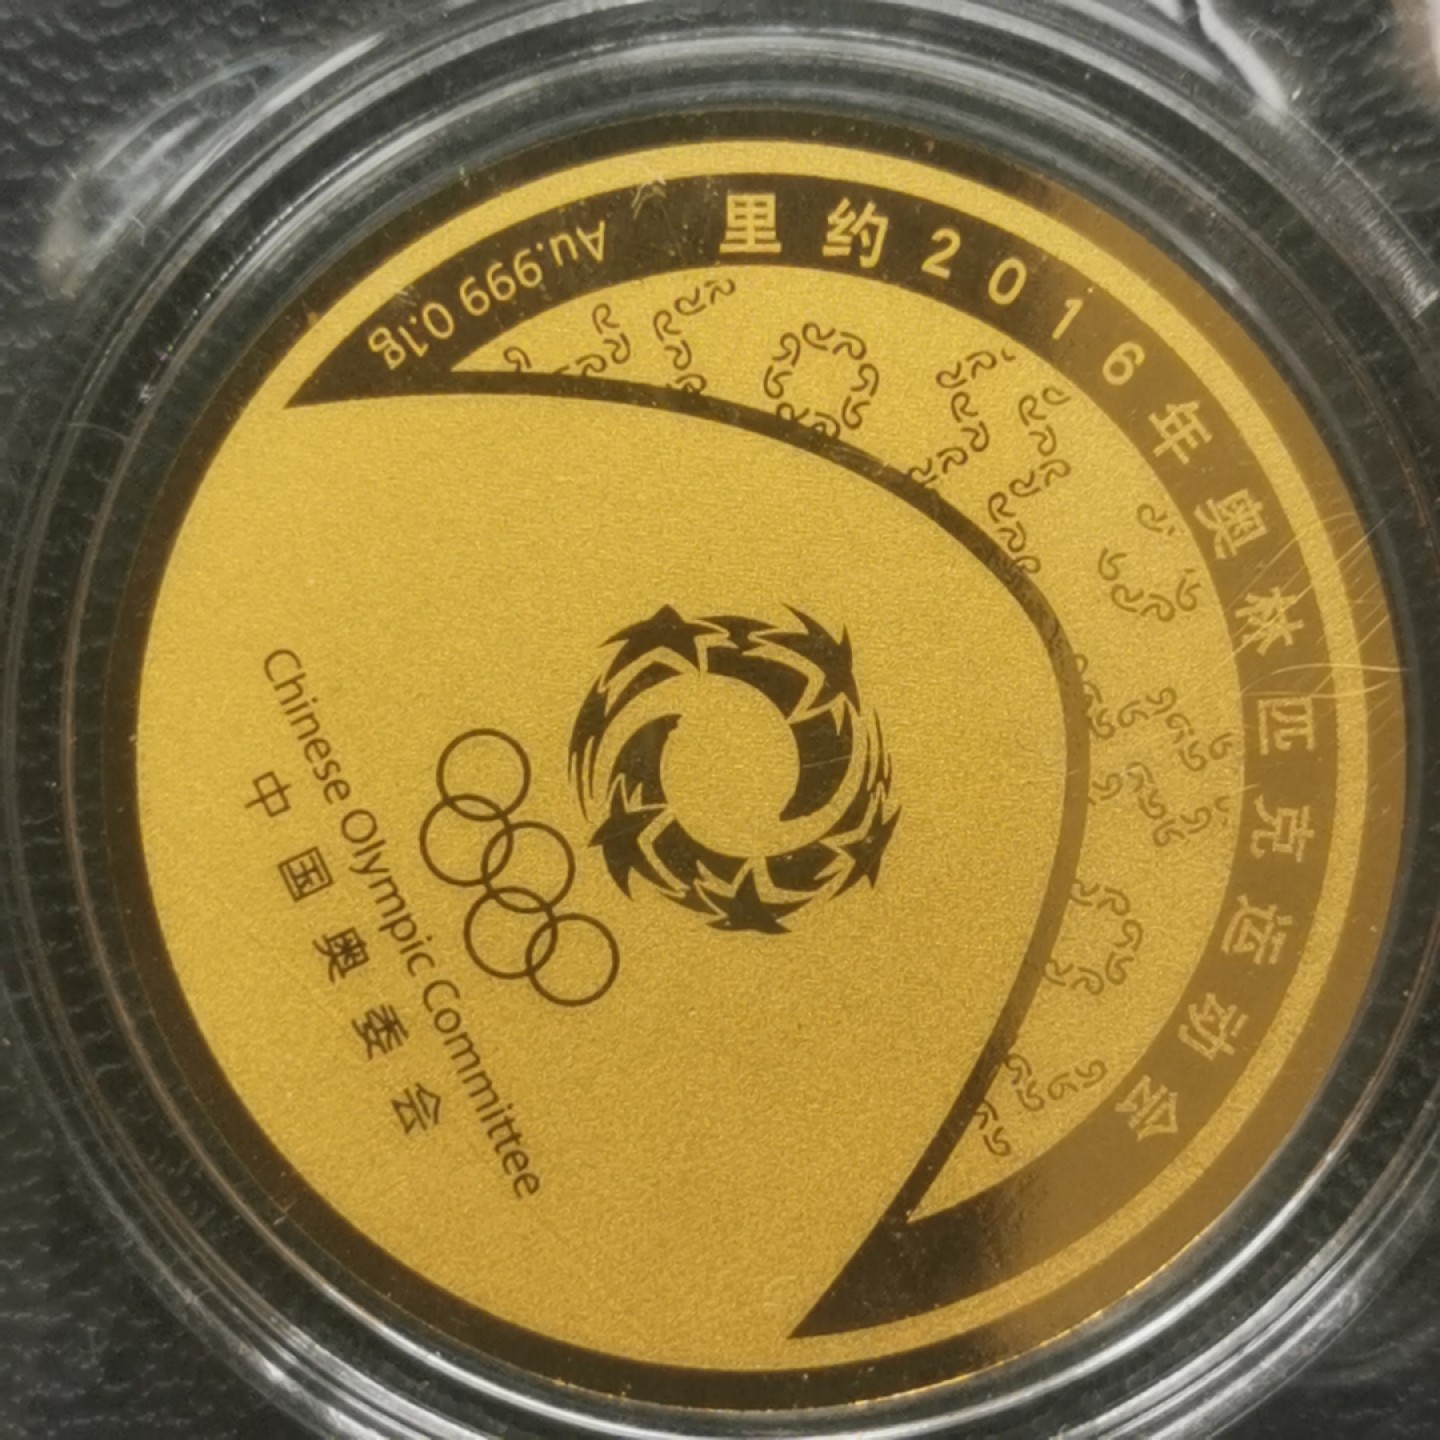 里约2016年奥林匹克运动会
Au.999 0.1g
Chinese Olympic Committee
中国奥委会